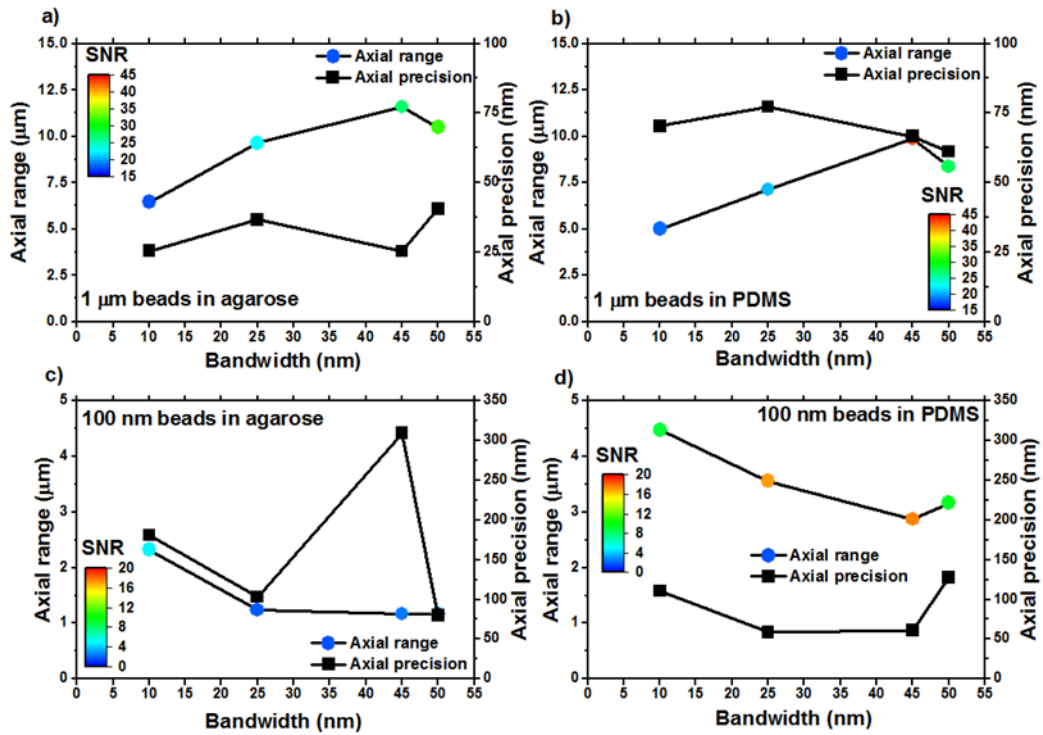 a)
15.0
12.5
10.0
7.5
5.0
2.5
0.0
Axial range (μm)
SNR
45
40
35
30
25
20
15
Axial range
Axial precision
100
75
50
25
0
Axial precision (nm)
1 μm beads in agarose
0 5 10 15 20 25 30 35 40 45 50 55
Bandwidth (nm)
b)
15.0
12.5
10.0
7.5
5.0
2.5
0.0
Axial range (μm)
Axial range
Axial precision
SNR
45
40
35
30
25
20
15
100
75
50
25
0
Axial precision (nm)
1 μm beads in PDMS
0 5 10 15 20 25 30 35 40 45 50 55
Bandwidth (nm)
c)
5
4
3
2
1
0
Axial range (μm)
100 nm beads in agarose
SNR
20
16
12
8
4
0
Axial range
Axial precision
350
300
250
200
150
100
50
0
Axial precision (nm)
0 5 10 15 20 25 30 35 40 45 50 55
Bandwidth (nm)
d)
5
4
3
2
1
0
Axial range (μm)
100 nm beads in PDMS
SNR
20
16
12
8
4
0
Axial range
Axial precision
350
300
250
200
150
100
50
0
Axial precision (nm)
0 5 10 15 20 25 30 35 40 45 50 55
Bandwidth (nm)